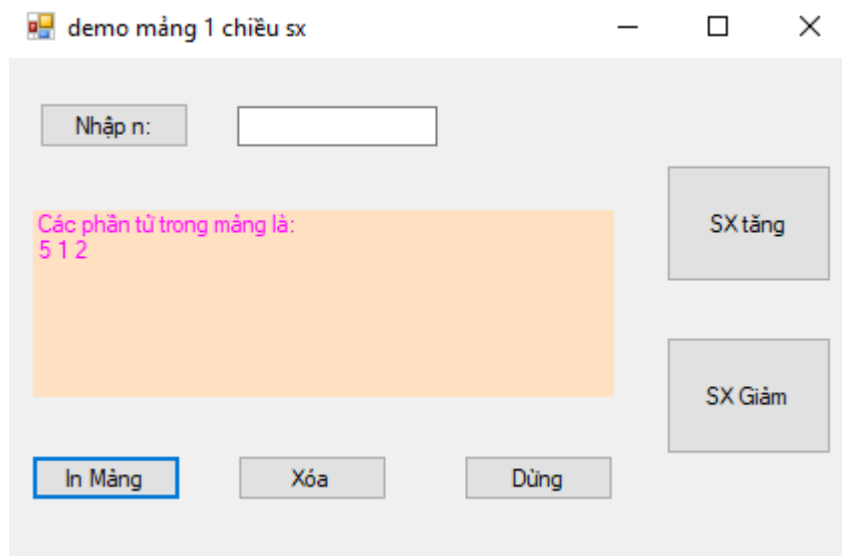 demo mảng 1 chiều sx
Nhập n:
Các phần tử trong mảng là:
5 1 2
SX tăng
SX Giảm
In Mảng
Xóa
Dừng